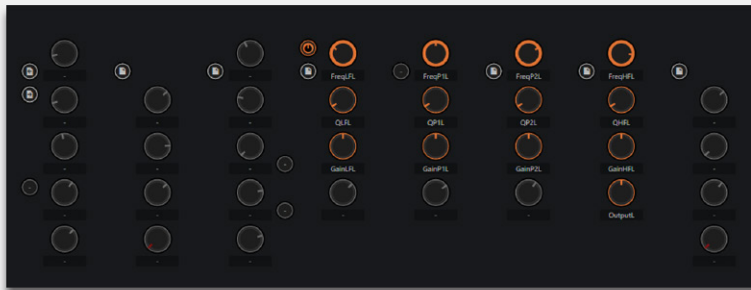 FreqLFL FreqP1L FreqP2L FreqHFL
QLFL QP1L QP2L QHFL
GainLFL GainP1L GainP2L GainHFL
OutputL